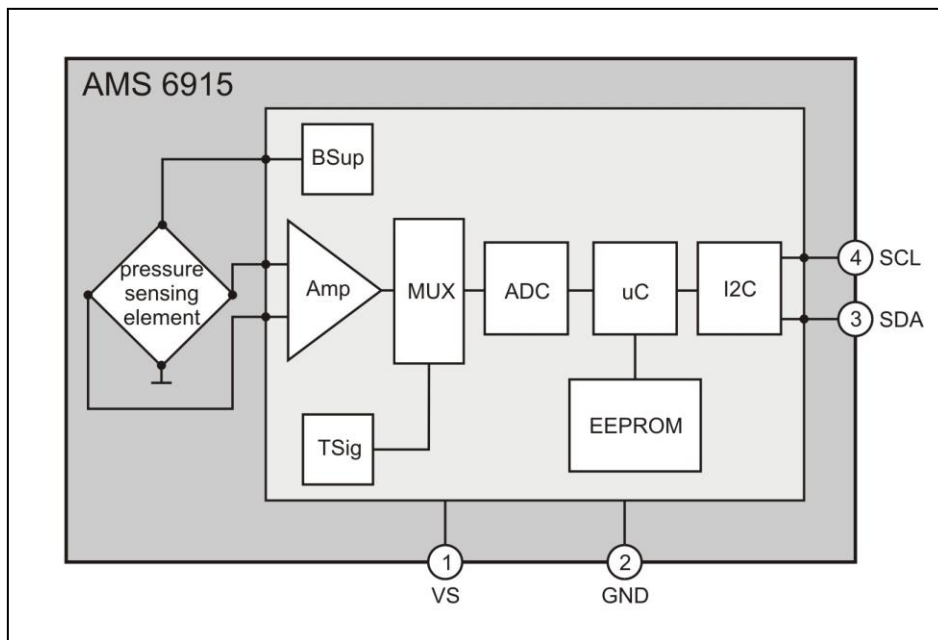 AMS 6915
BSup
pressure
sensing
element
Amp
MUX
ADC
uC
I2C
4 SCL
3 SDA
TSig
EEPROM
1
VS
2
GND